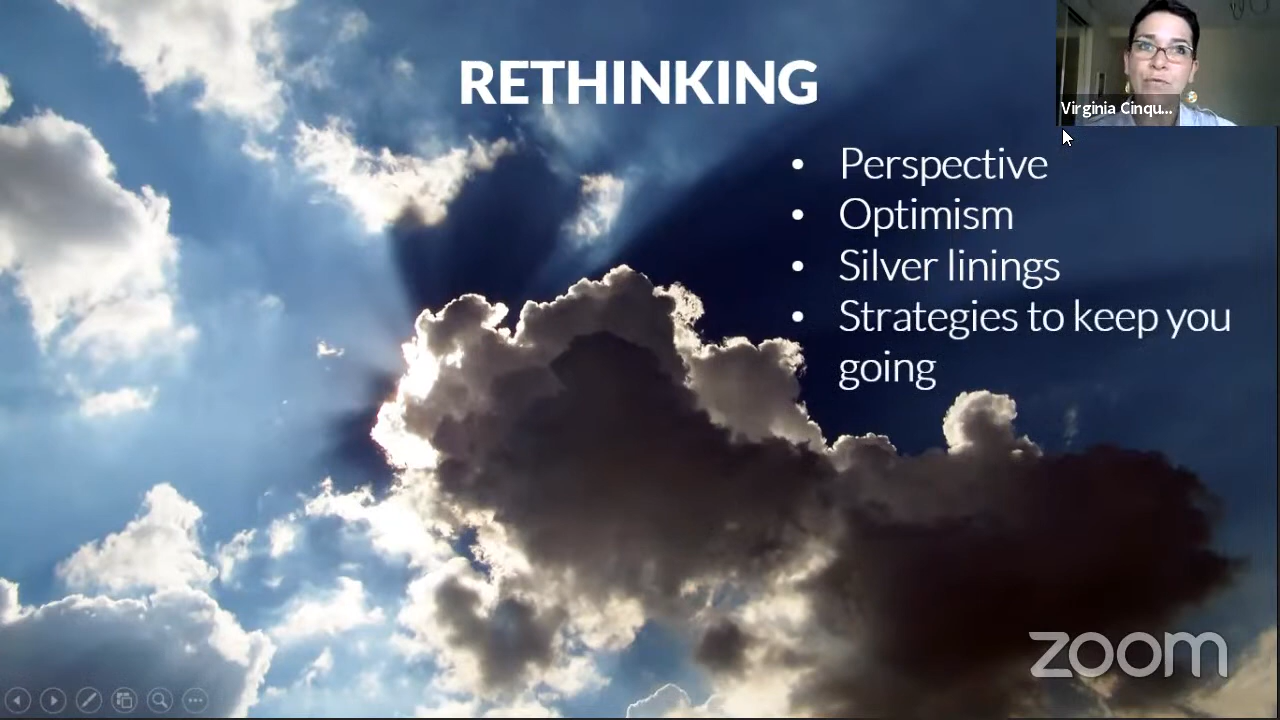 RETHINKING
Virginia Cinqu...
• Perspective
• Optimism
• Silver linings
• Strategies to keep you
going
zoom